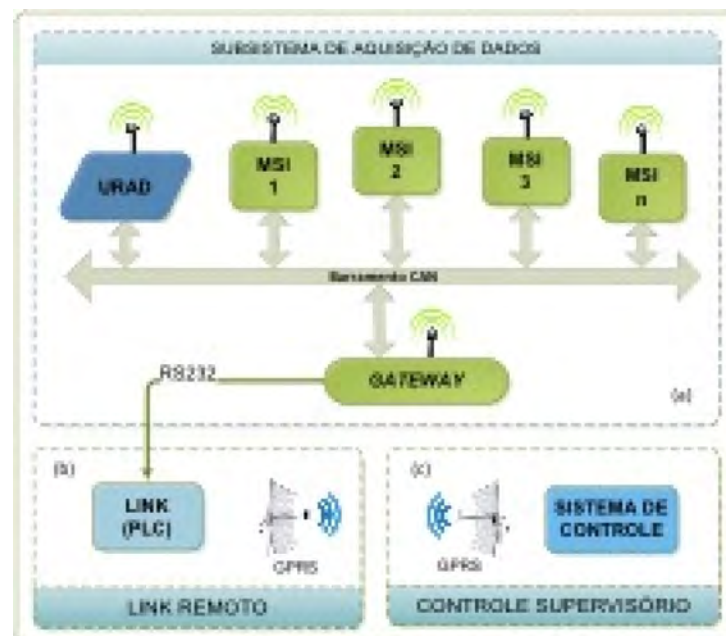 SUBSISTEMA DE AQUISIÇÃO DE DADOS
URAD
MSI
1
MSI
2
MSI
3
MSI
n
Barramento CAN
RS232
GATEWAY
(a)
(b)
LINK
(PLC)
GPRS
LINK REMOTO
(c)
GPRS
SISTEMA DE
CONTROLE
CONTROLE SUPERVISÓRIO